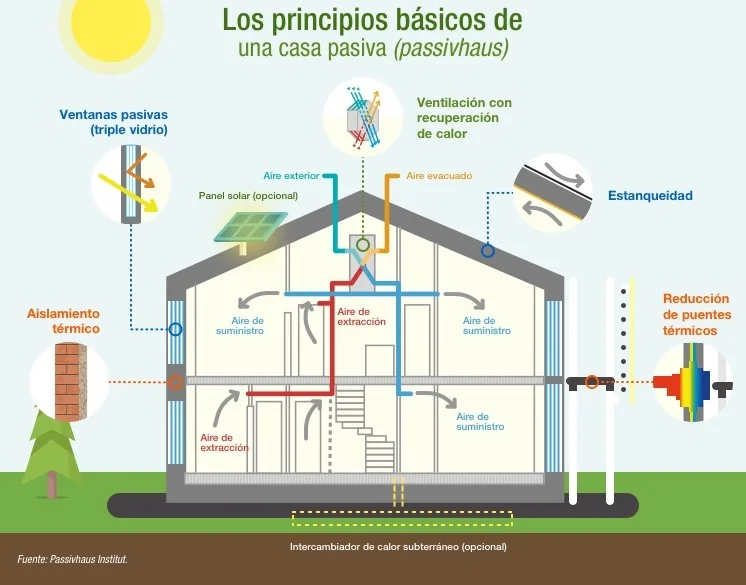 Los principios básicos de
una casa pasiva (passivhaus)
Ventanas pasivas
(triple vidrio)
Ventilación con
recuperación
de calor
Aire exterior
Aire evacuado
Panel solar (opcional)
Estanqueidad
Aislamiento
térmico
Aire de
suministro
Aire de
extracción
Aire de
suministro
Reducción
de puentes
térmicos
Aire de
extracción
Aire de
suministro
Intercambiador de calor subterráneo (opcional)
Fuente: Passivhaus Institut.